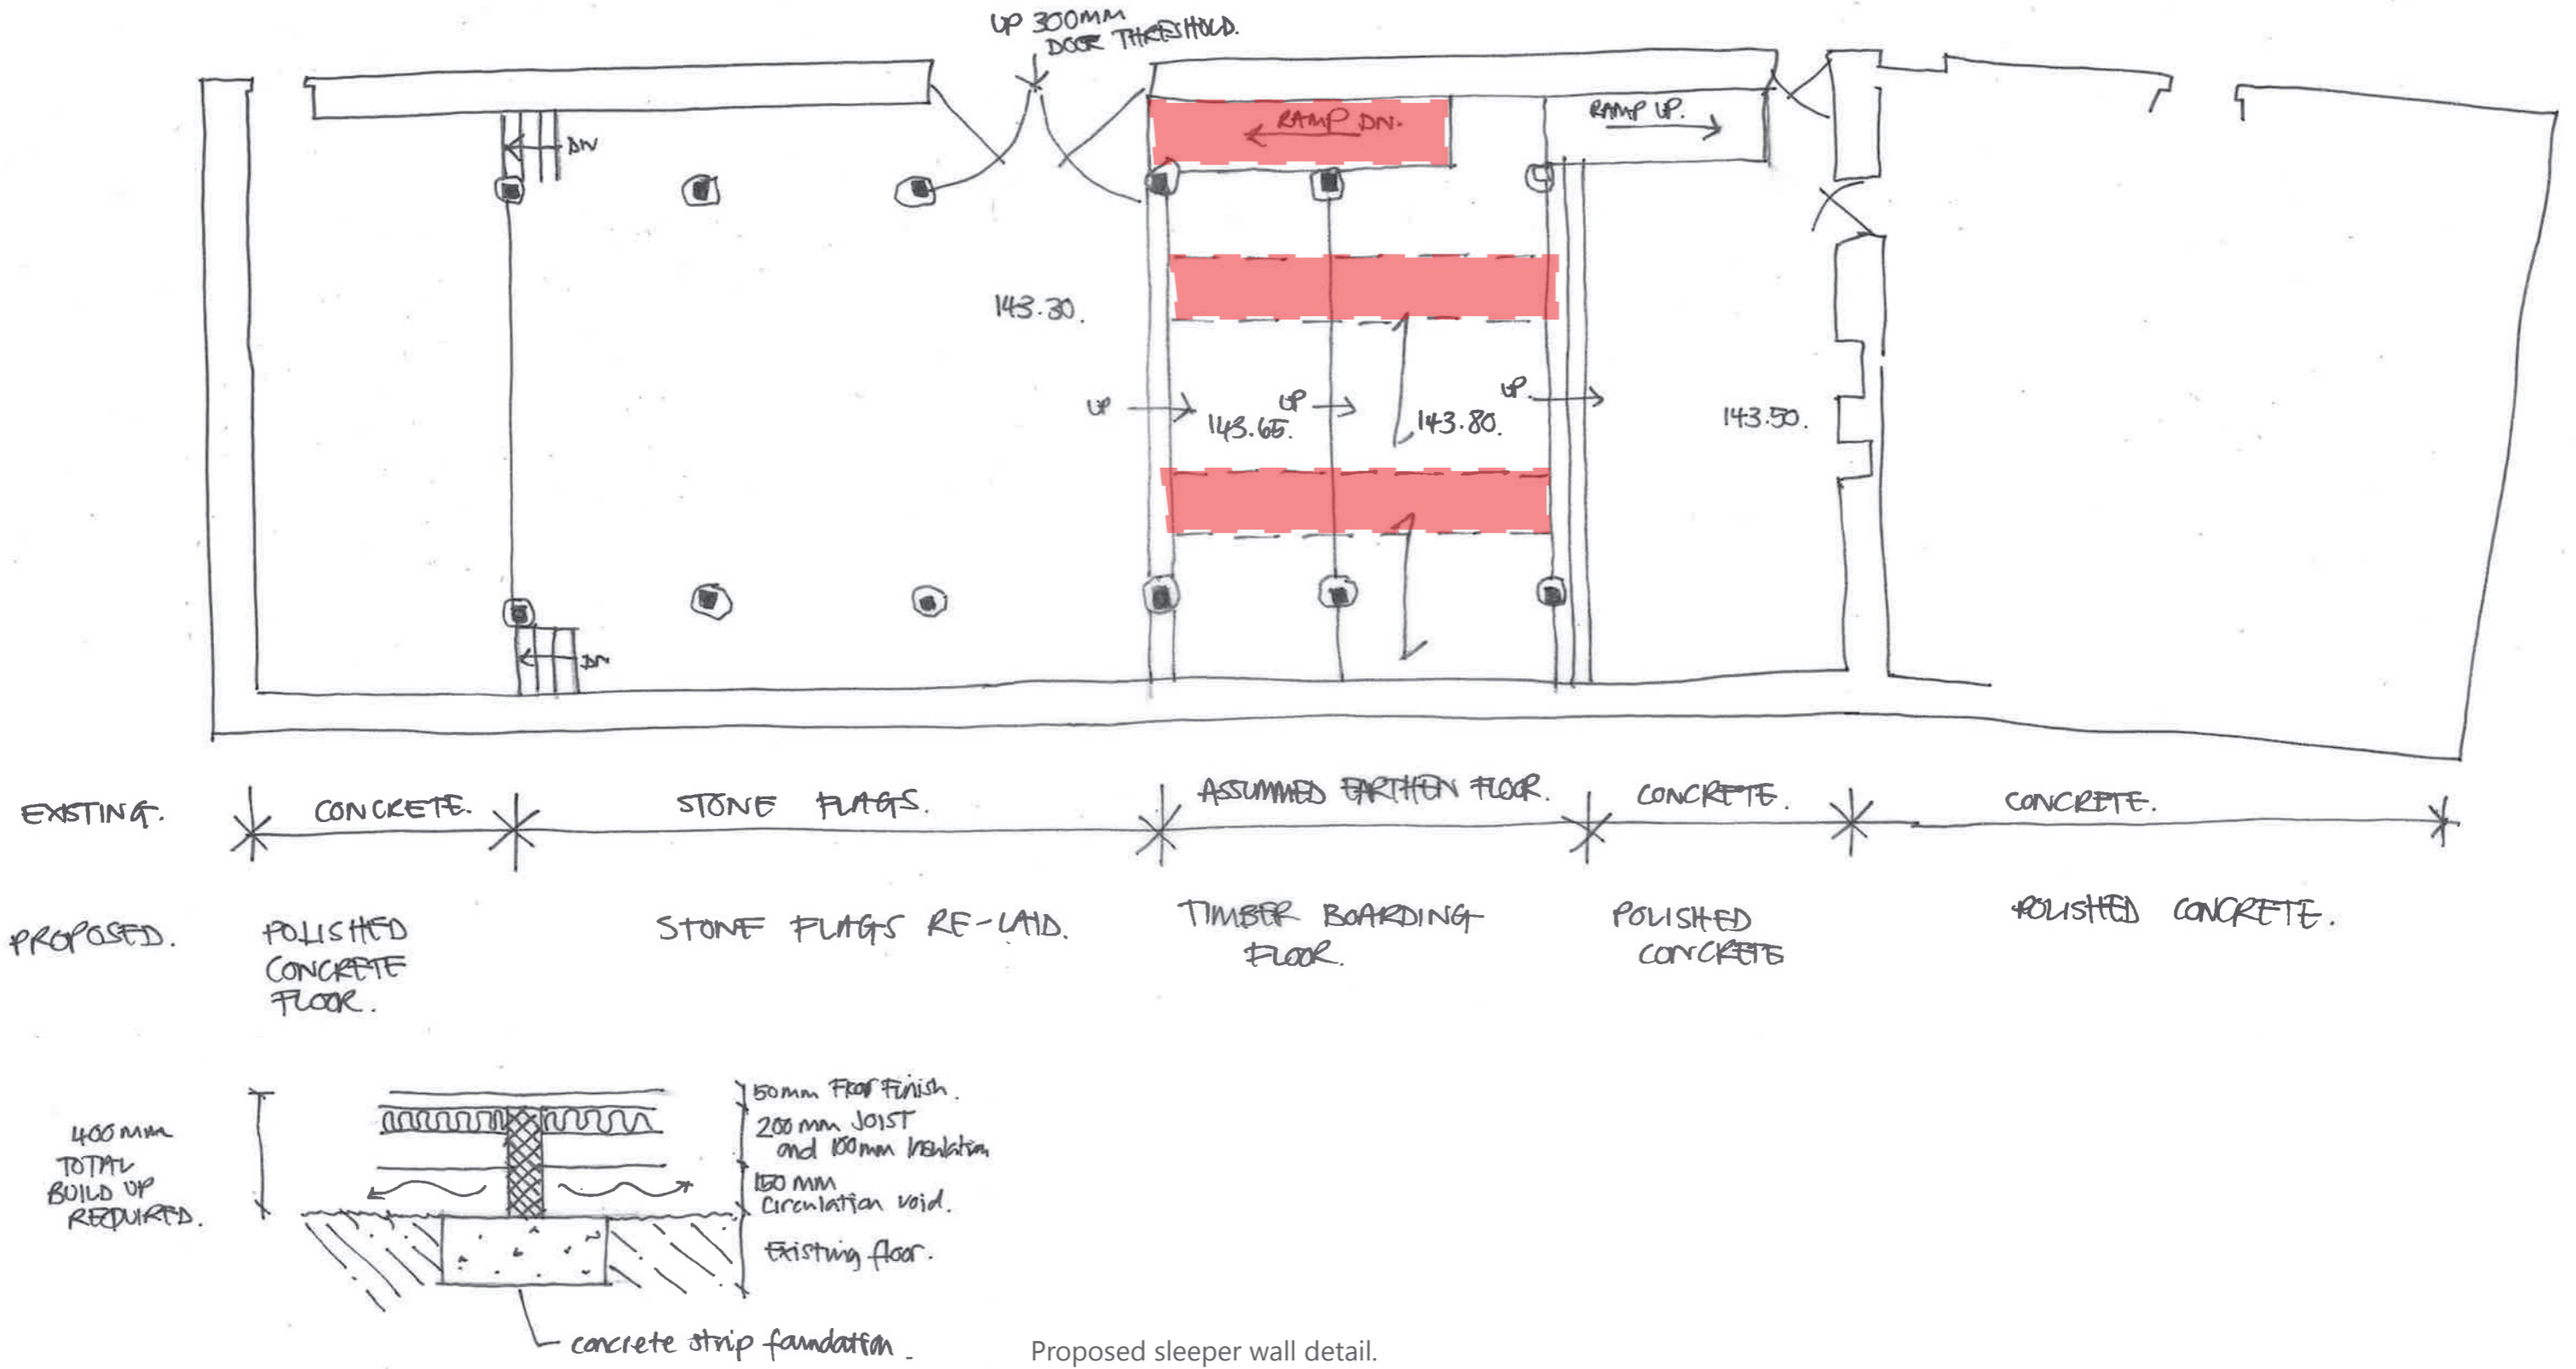 UP 300MM
DOOR THRESHOLD.
RAMP DN.
RAMP UP.
DN
143.30.
UP
143.65.
UP
143.80.
UP.
143.50.
DN
EXISTING.
CONCRETE.
STONE FLAGS.
ASSUMMED EARTHEN FLOOR.
CONCRETE.
CONCRETE.
PROPOSED.
POLISHED
CONCRETE
FLOOR.
STONE FLAGS RE-LAID.
TIMBER BOARDING
FLOOR.
POLISHED
CONCRETE
POLISHED CONCRETE.
400MM
TOTAL
BUILD UP
REQUIRED.
50mm Floor Finish.
200mm JOIST
and 100mm Insulation
150 MM
Circulation void.
Existing floor.
concrete strip foundation.
Proposed sleeper wall detail.